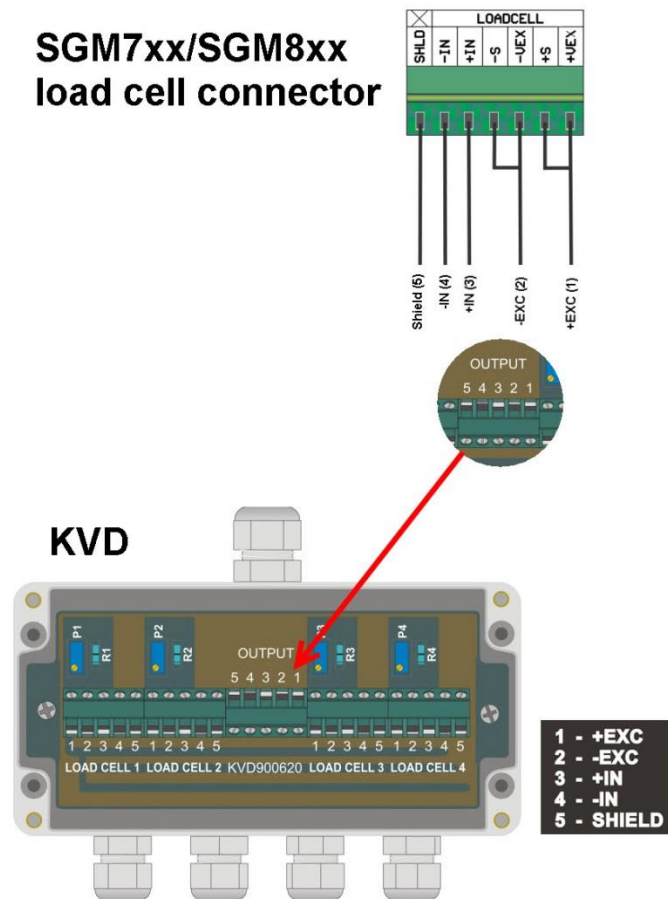 SGM7xx/SGM8xx
load cell connector
LOADCELL
SHLD -IN +IN -S -VEX +S +VEX
Shield (5) -IN (4) +IN (3) -EXC (2) +EXC (1)
OUTPUT
5 4 3 2 1
KVD
P1 R1 P2 R2 P3 R3 P4 R4
OUTPUT
5 4 3 2 1
1 2 3 4 5 1 2 3 4 5 1 2 3 4 5 1 2 3 4 5
LOAD CELL 1 LOAD CELL 2 KVD900620 LOAD CELL 3 LOAD CELL 4
1 - +EXC
2 - -EXC
3 - +IN
4 - -IN
5 - SHIELD